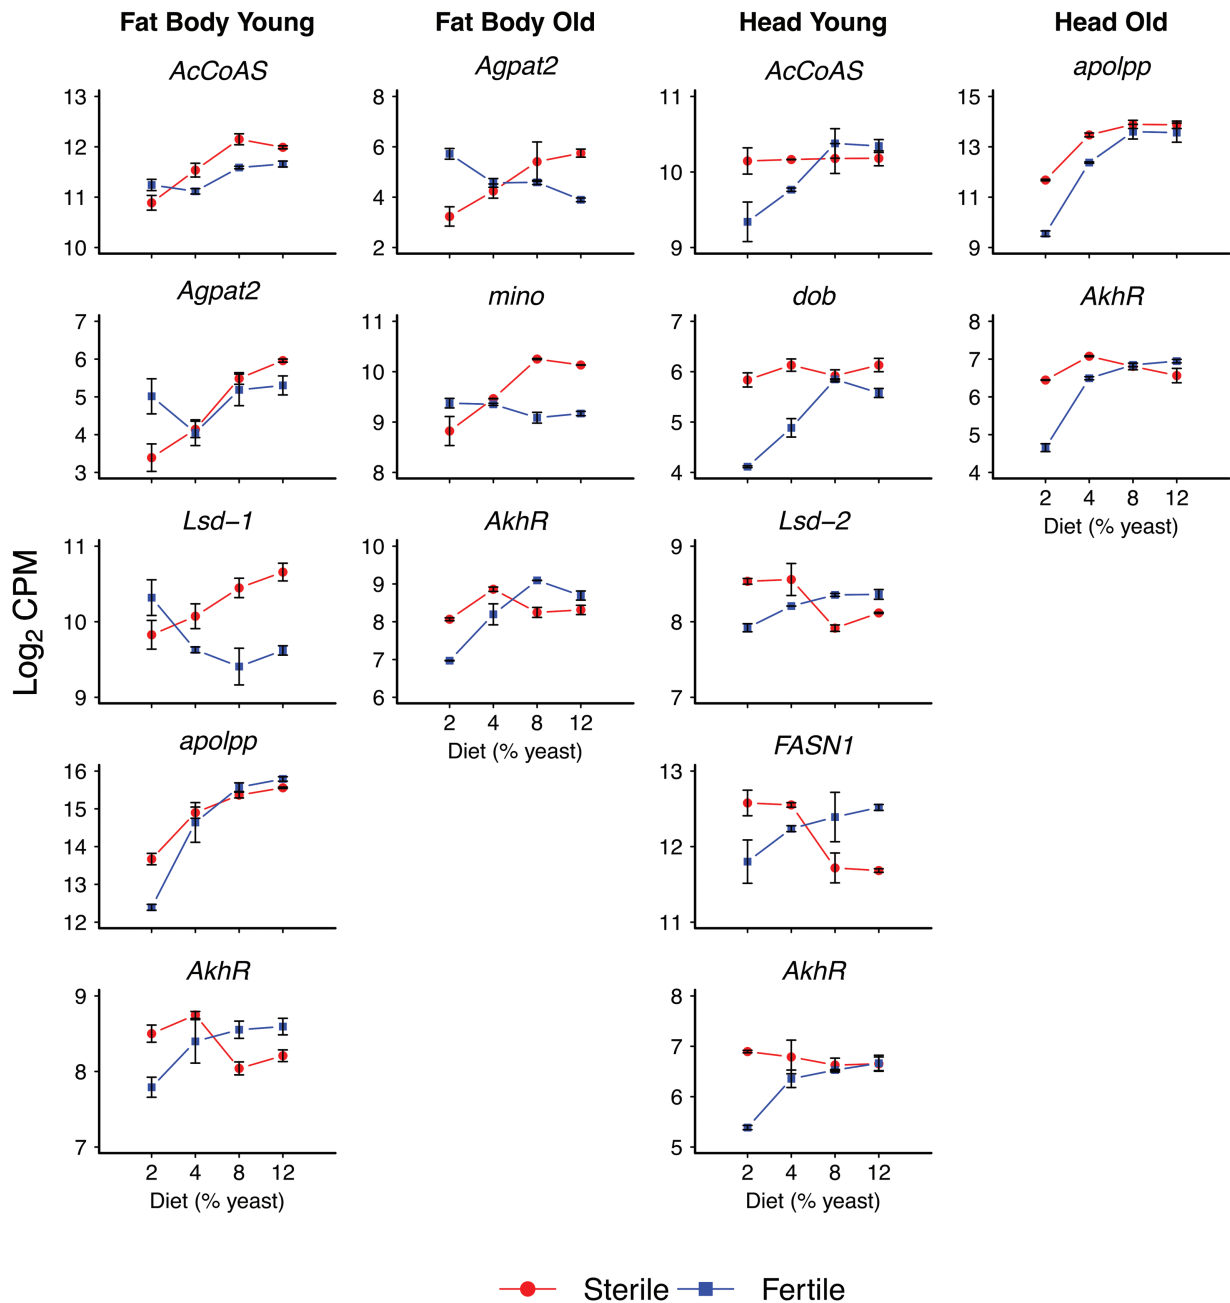 Fat Body Young Fat Body Old Head Young Head Old
AcCoAS Agpat2 AcCoAS apolpp
13 8 11 15
12 6 10 13
11 4 9 11
10 2 9
Agpat2 mino dob AkhR
7 11 7 8
6 10 6 7
5 9 5 6
4 8 4 5
3 4
2 4 8 12
Diet (% yeast)
Lsd−1 AkhR Lsd−2
11 10 9
10 9 8
9 8 7
7
6
2 4 8 12
Diet (% yeast)
Log2 CPM
apolpp FASN1
16 13
15 12
14 11
13
12
AkhR AkhR
9 8
8 7
7 6
5
2 4 8 12 2 4 8 12
Diet (% yeast) Diet (% yeast)
Sterile Fertile